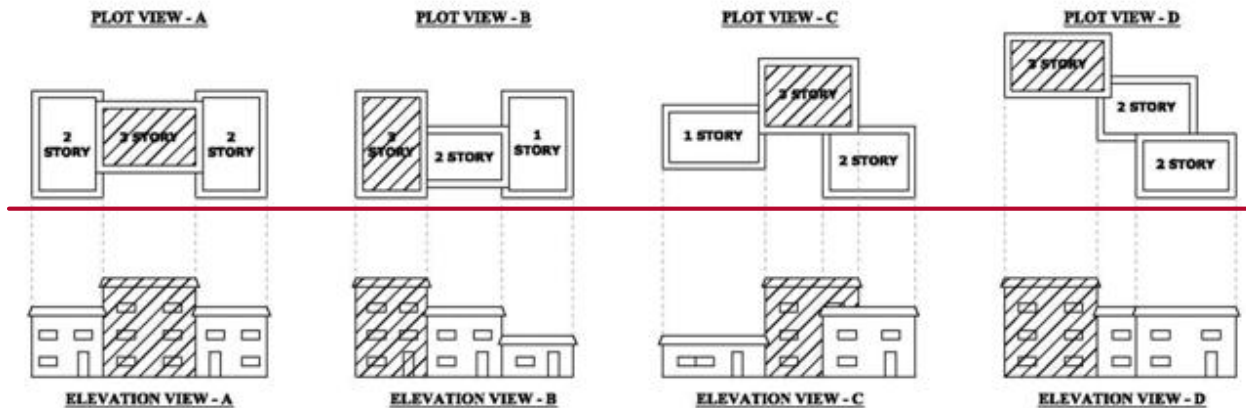 PLOT VIEW - A
PLOT VIEW - B
PLOT VIEW - C
PLOT VIEW - D
2
STORY
3 STORY
2
STORY
3
STORY
2 STORY
1
STORY
1 STORY
3 STORY
2 STORY
3 STORY
2 STORY
2 STORY
ELEVATION VIEW - A
ELEVATION VIEW - B
ELEVATION VIEW - C
ELEVATION VIEW - D